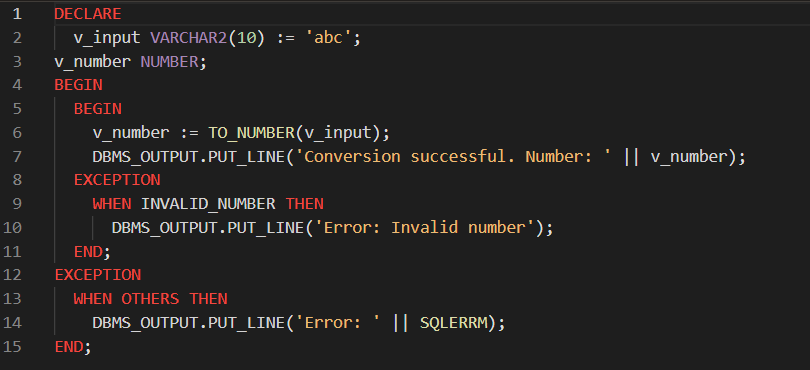 1 DECLARE
2 v_input VARCHAR2(10) := 'abc';
3 v_number NUMBER;
4 BEGIN
5 BEGIN
6 v_number := TO_NUMBER(v_input);
7 DBMS_OUTPUT.PUT_LINE('Conversion successful. Number: ' || v_number);
8 EXCEPTION
9 WHEN INVALID_NUMBER THEN
10 DBMS_OUTPUT.PUT_LINE('Error: Invalid number');
11 END;
12 EXCEPTION
13 WHEN OTHERS THEN
14 DBMS_OUTPUT.PUT_LINE('Error: ' || SQLERRM);
15 END;